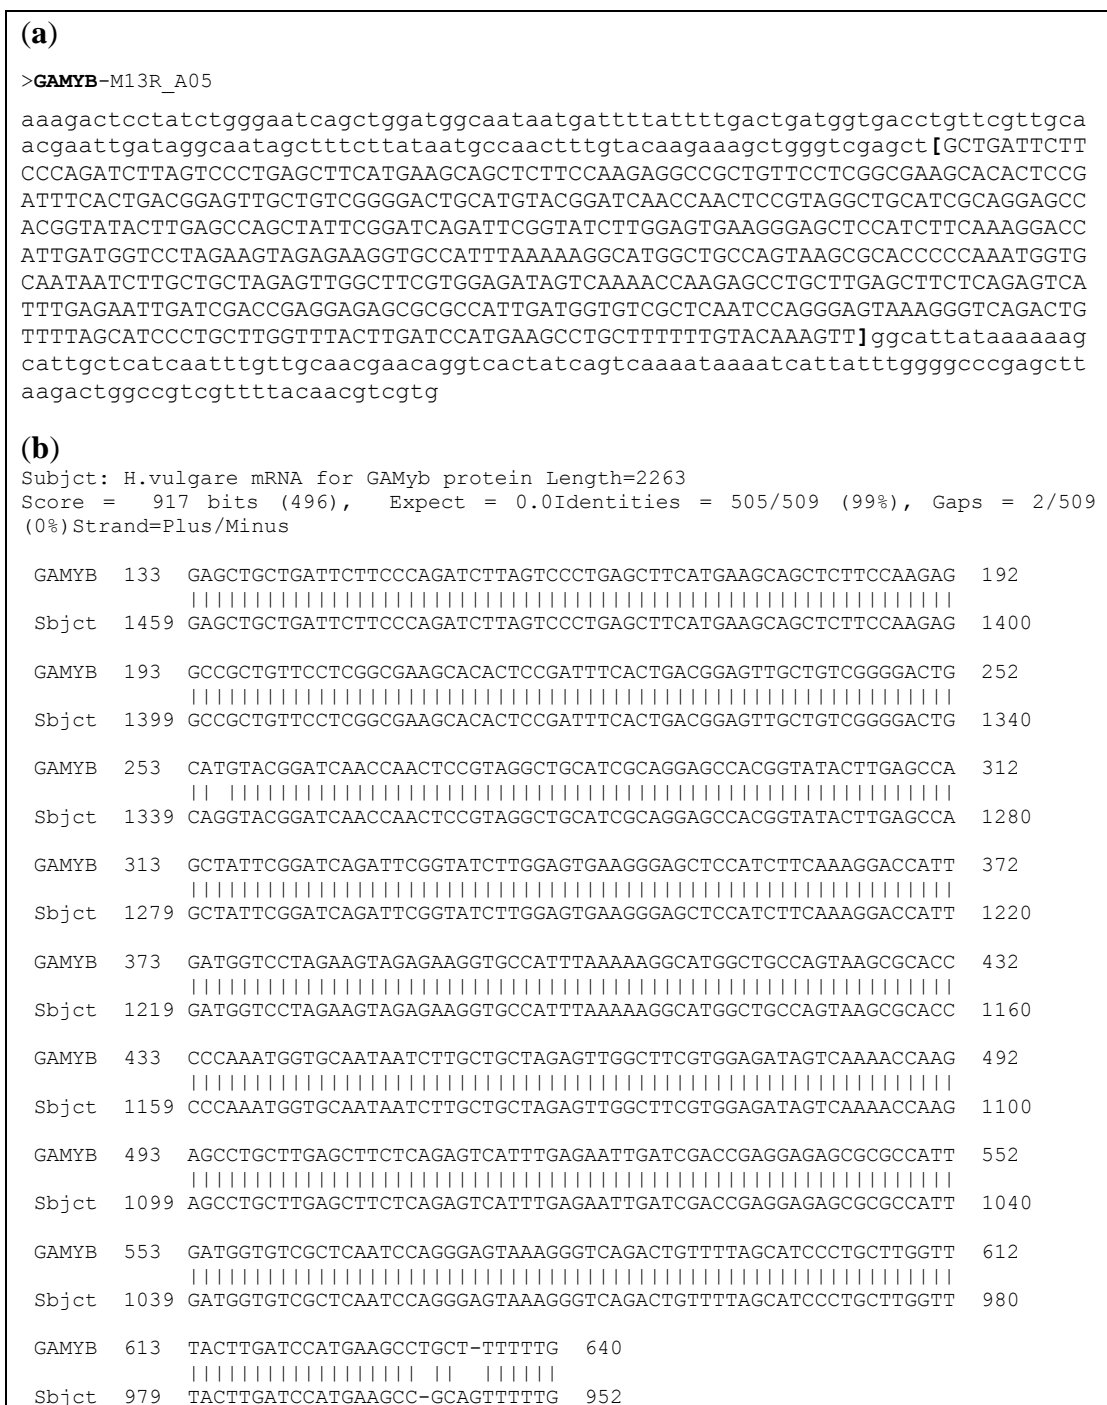 (a)
>GAMYB-M13R_A05
aaagactcctatctgggaatcagctggatggcaataatgattttattttgactgatggtgacctgttcgttgca
acgaattgataggcaatagctttcttataatgccaactttgtacaagaaagctgggtcgagct[GCTGATTCTT
CCCAGATCTTAGTCCCTGAGCTTCATGAAGCAGCTCTTCCAAGAGGCCGCTGTTCCTCGGCGAAGCACACTCCG
ATTTCACTGACGGAGTTGCTGTCGGGGACTGCATGTACGGATCAACCAACTCCGTAGGCTGCATCGCAGGAGCC
ACGGTATACTTGAGCCAGCTATTCGGATCAGATTCGGTATCTTGGAGTGAAGGGAGCTCCATCTTCAAAGGACC
ATTGATGGTCCTAGAAGTAGAGAAGGTGCCATTTAAAAAGGCATGGCTGCCAGTAAGCGCACCCCCAAATGGTG
CAATAATCTTGCTGCTAGAGTTGGCTTCGTGGAGATAGTCAAAACCAAGAGCCTGCTTGAGCTTCTCAGAGTCA
TTTGAGAATTGATCGACCGAGGAGAGCGCGCCATTGATGGTGTCGCTCAATCCAGGGAGTAAAGGGTCAGACTG
TTTTAGCATCCCTGCTTGGTTTACTTGATCCATGAAGCCTGCTTTTTTGTACAAAGTT]ggcattataaaaaag
cattgctcatcaatttgttgcaacgaacaggtcactatcagtcaaaataaaatcattatttggggcccgagctt
aagactggccgtcgttttacaacgtcgtg
(b)
Subjct: H.vulgare mRNA for GAMyb protein Length=2263
Score = 917 bits (496), Expect = 0.0Identities = 505/509 (99%), Gaps = 2/509
(0%)Strand=Plus/Minus
GAMYB 133 GAGCTGCTGATTCTTCCCAGATCTTAGTCCCTGAGCTTCATGAAGCAGCTCTTCCAAGAG 192
||||||||||||||||||||||||||||||||||||||||||||||||||||||||||||
Sbjct 1459 GAGCTGCTGATTCTTCCCAGATCTTAGTCCCTGAGCTTCATGAAGCAGCTCTTCCAAGAG 1400
GAMYB 193 GCCGCTGTTCCTCGGCGAAGCACACTCCGATTTCACTGACGGAGTTGCTGTCGGGGACTG 252
||||||||||||||||||||||||||||||||||||||||||||||||||||||||||||
Sbjct 1399 GCCGCTGTTCCTCGGCGAAGCACACTCCGATTTCACTGACGGAGTTGCTGTCGGGGACTG 1340
GAMYB 253 CATGTACGGATCAACCAACTCCGTAGGCTGCATCGCAGGAGCCACGGTATACTTGAGCCA 312
|| |||||||||||||||||||||||||||||||||||||||||||||||||||||||||
Sbjct 1339 CAGGTACGGATCAACCAACTCCGTAGGCTGCATCGCAGGAGCCACGGTATACTTGAGCCA 1280
GAMYB 313 GCTATTCGGATCAGATTCGGTATCTTGGAGTGAAGGGAGCTCCATCTTCAAAGGACCATT 372
||||||||||||||||||||||||||||||||||||||||||||||||||||||||||||
Sbjct 1279 GCTATTCGGATCAGATTCGGTATCTTGGAGTGAAGGGAGCTCCATCTTCAAAGGACCATT 1220
GAMYB 373 GATGGTCCTAGAAGTAGAGAAGGTGCCATTTAAAAAGGCATGGCTGCCAGTAAGCGCACC 432
||||||||||||||||||||||||||||||||||||||||||||||||||||||||||||
Sbjct 1219 GATGGTCCTAGAAGTAGAGAAGGTGCCATTTAAAAAGGCATGGCTGCCAGTAAGCGCACC 1160
GAMYB 433 CCCAAATGGTGCAATAATCTTGCTGCTAGAGTTGGCTTCGTGGAGATAGTCAAAACCAAG 492
||||||||||||||||||||||||||||||||||||||||||||||||||||||||||||
Sbjct 1159 CCCAAATGGTGCAATAATCTTGCTGCTAGAGTTGGCTTCGTGGAGATAGTCAAAACCAAG 1100
GAMYB 493 AGCCTGCTTGAGCTTCTCAGAGTCATTTGAGAATTGATCGACCGAGGAGAGCGCGCCATT 552
||||||||||||||||||||||||||||||||||||||||||||||||||||||||||||
Sbjct 1099 AGCCTGCTTGAGCTTCTCAGAGTCATTTGAGAATTGATCGACCGAGGAGAGCGCGCCATT 1040
GAMYB 553 GATGGTGTCGCTCAATCCAGGGAGTAAAGGGTCAGACTGTTTTAGCATCCCTGCTTGGTT 612
||||||||||||||||||||||||||||||||||||||||||||||||||||||||||||
Sbjct 1039 GATGGTGTCGCTCAATCCAGGGAGTAAAGGGTCAGACTGTTTTAGCATCCCTGCTTGGTT 980
GAMYB 613 TACTTGATCCATGAAGCCTGCT-TTTTTG 640
|||||||||||||||||| || ||||||
Sbjct 979 TACTTGATCCATGAAGCC-GCAGTTTTTG 952